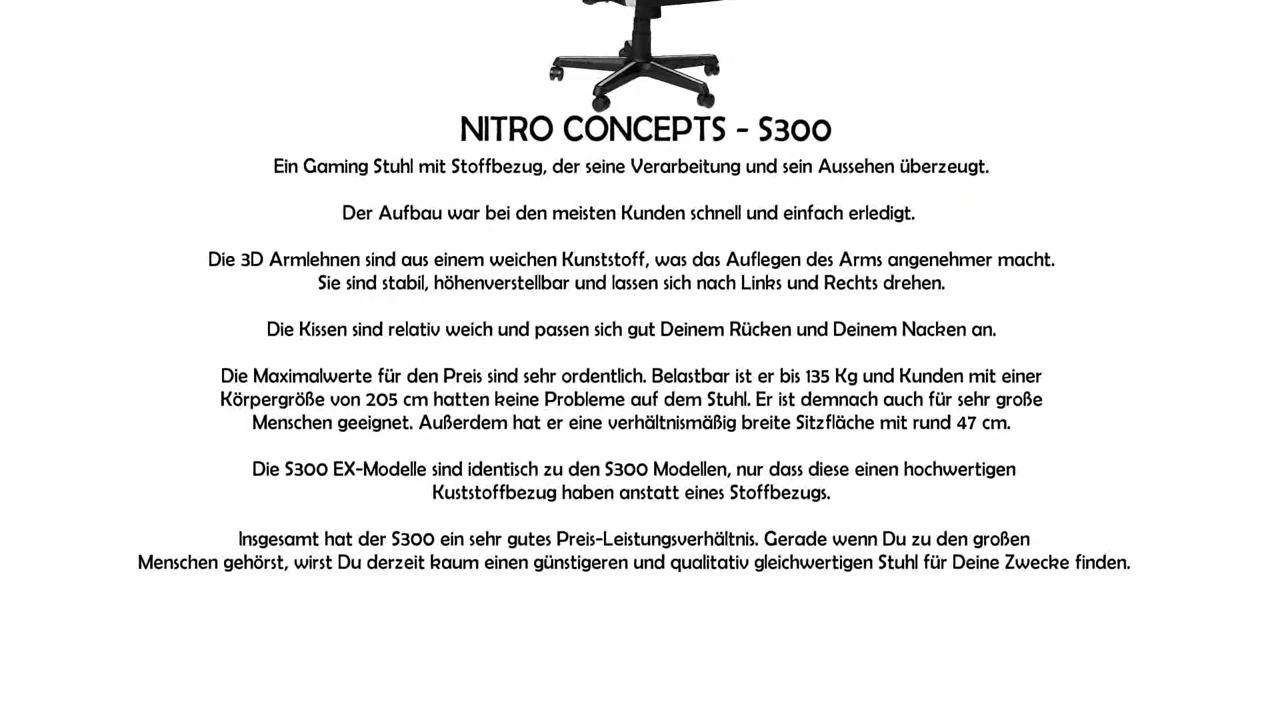 NITRO CONCEPTS - S300
Ein Gaming Stuhl mit Stoffbezug, der seine Verarbeitung und sein Aussehen überzeugt.
Der Aufbau war bei den meisten Kunden schnell und einfach erledigt.
Die 3D Armlehnen sind aus einem weichen Kunststoff, was das Auflegen des Arms angenehmer macht.
Sie sind stabil, höhenverstellbar und lassen sich nach Links und Rechts drehen.
Die Kissen sind relativ weich und passen sich gut Deinem Rücken und Deinem Nacken an.
Die Maximalwerte für den Preis sind sehr ordentlich. Belastbar ist er bis 135 Kg und Kunden mit einer
Körpergröße von 205 cm hatten keine Probleme auf dem Stuhl. Er ist demnach auch für sehr große
Menschen geeignet. Außerdem hat er eine verhältnismäßig breite Sitzfläche mit rund 47 cm.
Die S300 EX-Modelle sind identisch zu den S300 Modellen, nur dass diese einen hochwertigen
Kuststoffbezug haben anstatt eines Stoffbezugs.
Insgesamt hat der S300 ein sehr gutes Preis-Leistungsverhältnis. Gerade wenn Du zu den großen
Menschen gehörst, wirst Du derzeit kaum einen günstigeren und qualitativ gleichwertigen Stuhl für Deine Zwecke finden.